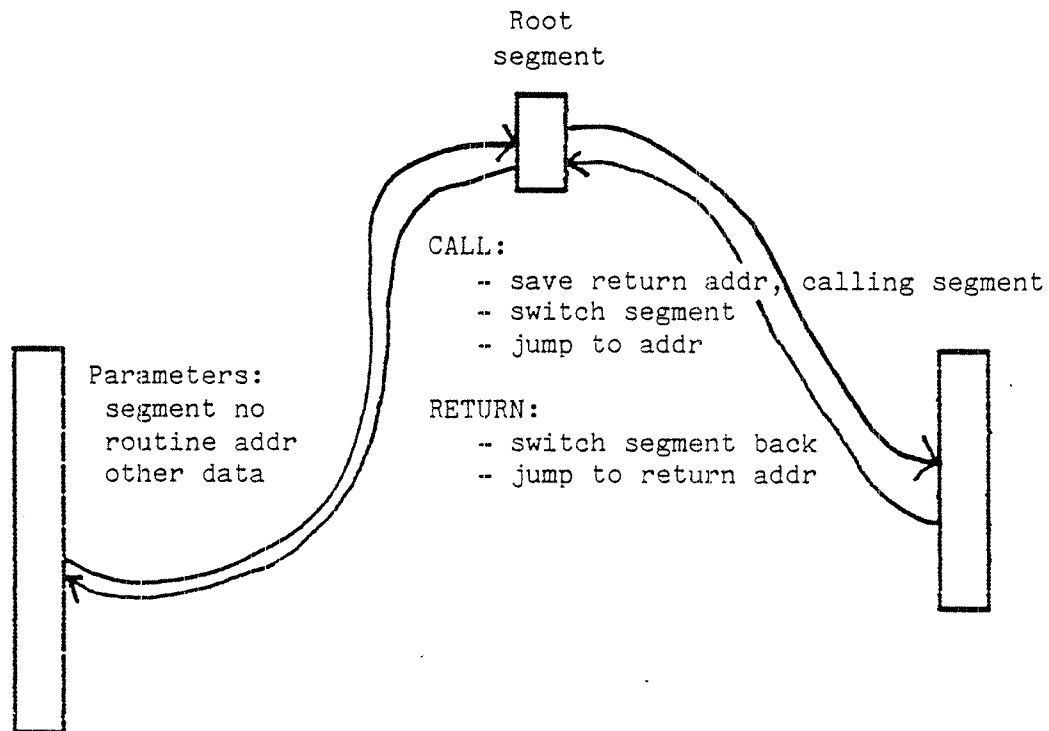 Root
segment
CALL:
-- save return addr, calling segment
-- switch segment
-- jump to addr
Parameters:
segment no
routine addr
other data
RETURN:
-- switch segment back
-- jump to return addr